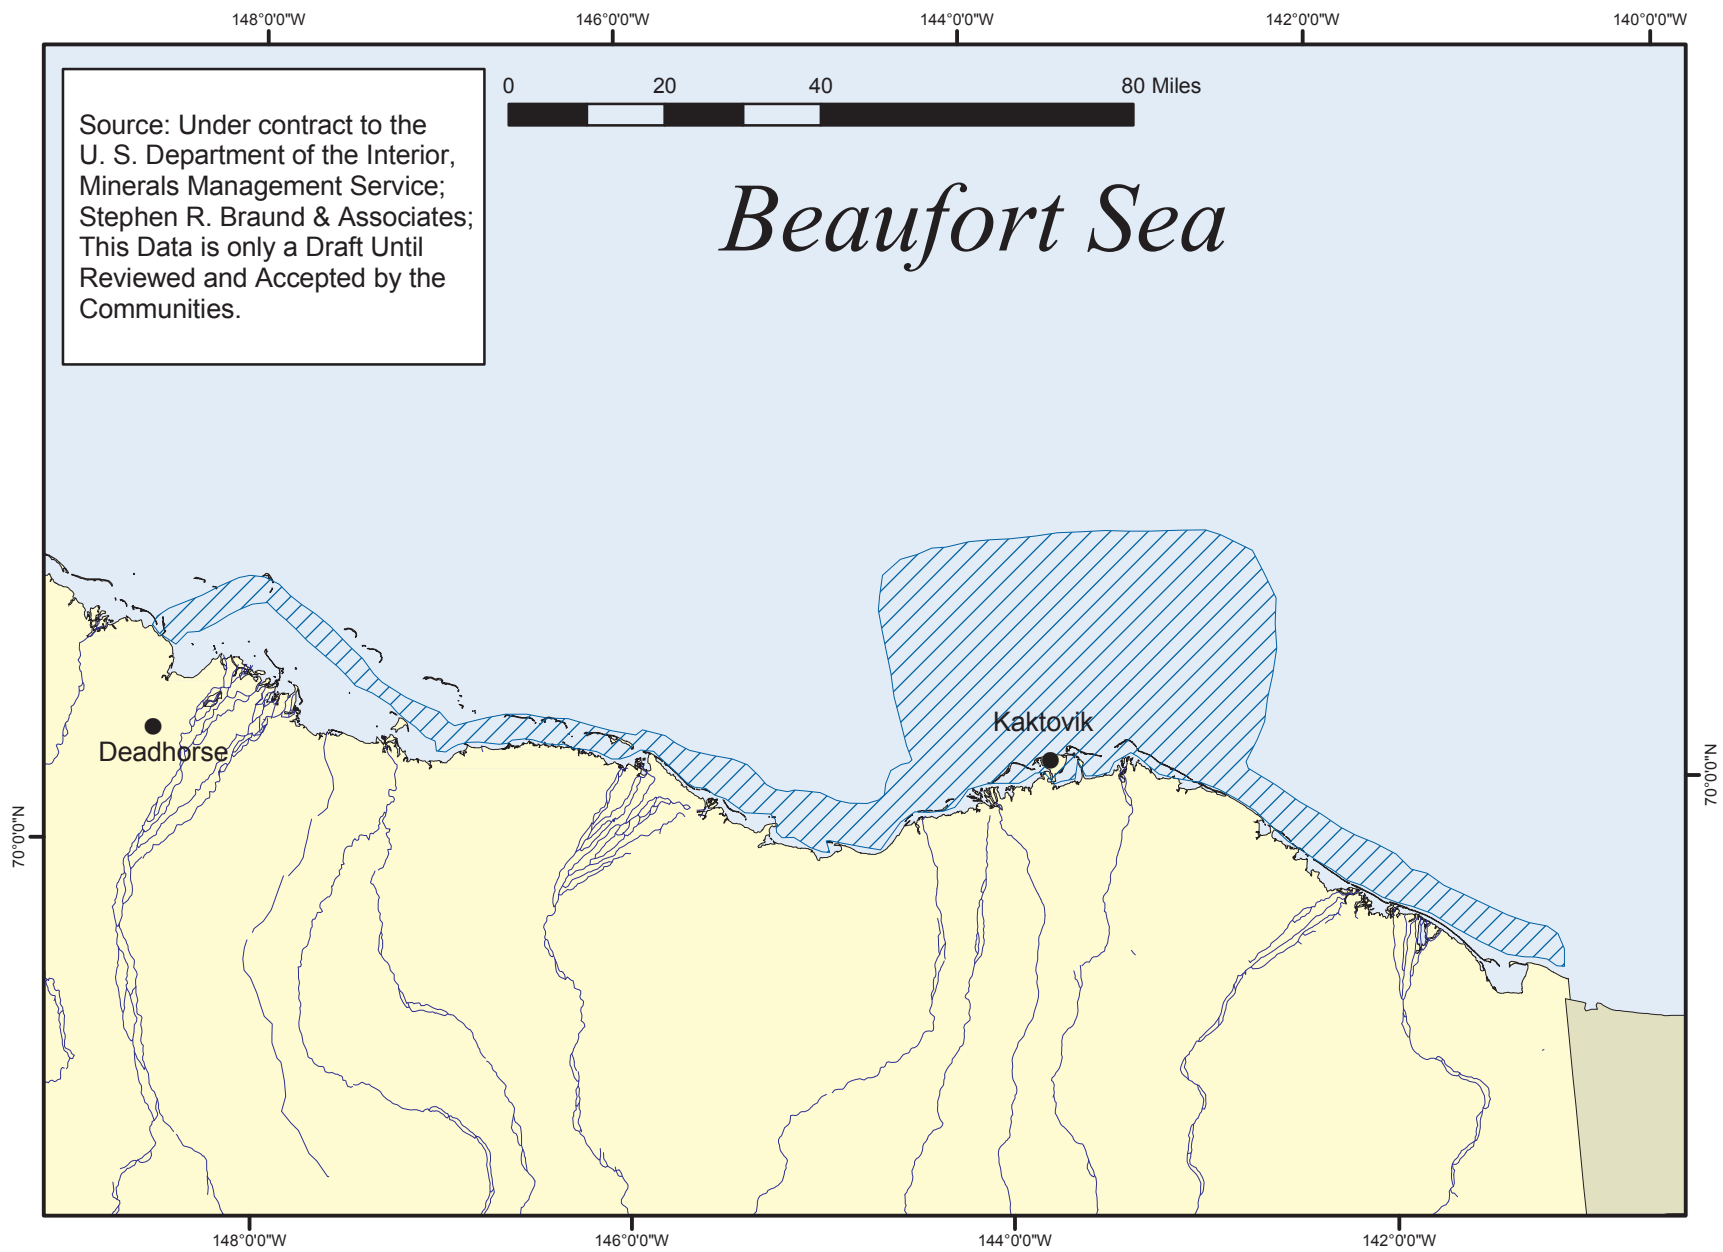 148°0'0"W 146°0'0"W 144°0'0"W 142°0'0"W 140°0'0"W
0 20 40 80 Miles
Source: Under contract to the
U. S. Department of the Interior,
Minerals Management Service;
Stephen R. Braund & Associates;
This Data is only a Draft Until
Reviewed and Accepted by the
Communities.
Beaufort Sea
Kaktovik
Deadhorse
70°0'0"N
70°0'0"N
148°0'0"W 146°0'0"W 144°0'0"W 142°0'0"W